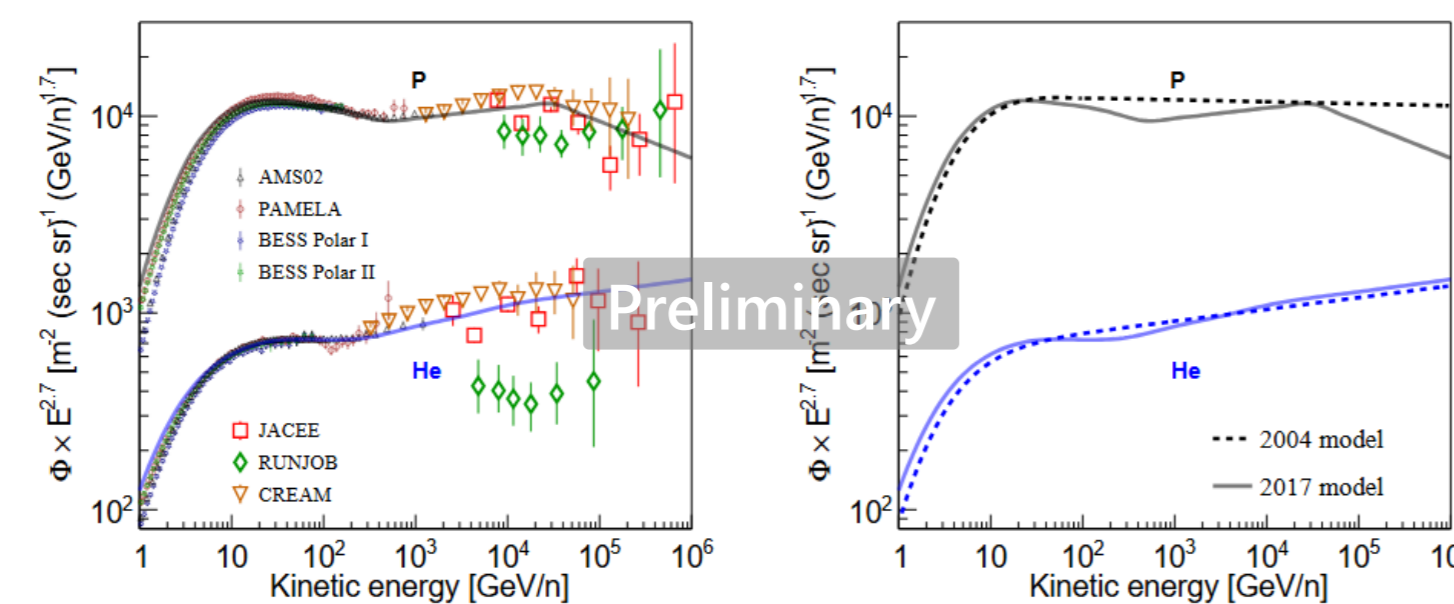 10⁴
10³
10²
Φ × E^2.7 [m⁻² (sec sr)⁻¹ (GeV/n)^1.7]
P
AMS02
PAMELA
BESS Polar I
BESS Polar II
He
JACEE
RUNJOB
CREAM
1 10 10² 10³ 10⁴ 10⁵ 10⁶
Kinetic energy [GeV/n]
Preliminary
10⁴
10³
10²
Φ × E^2.7 [m⁻² (sec sr)⁻¹ (GeV/n)^1.7]
P
He
2004 model
2017 model
1 10 10² 10³ 10⁴ 10⁵
Kinetic energy [GeV/n]